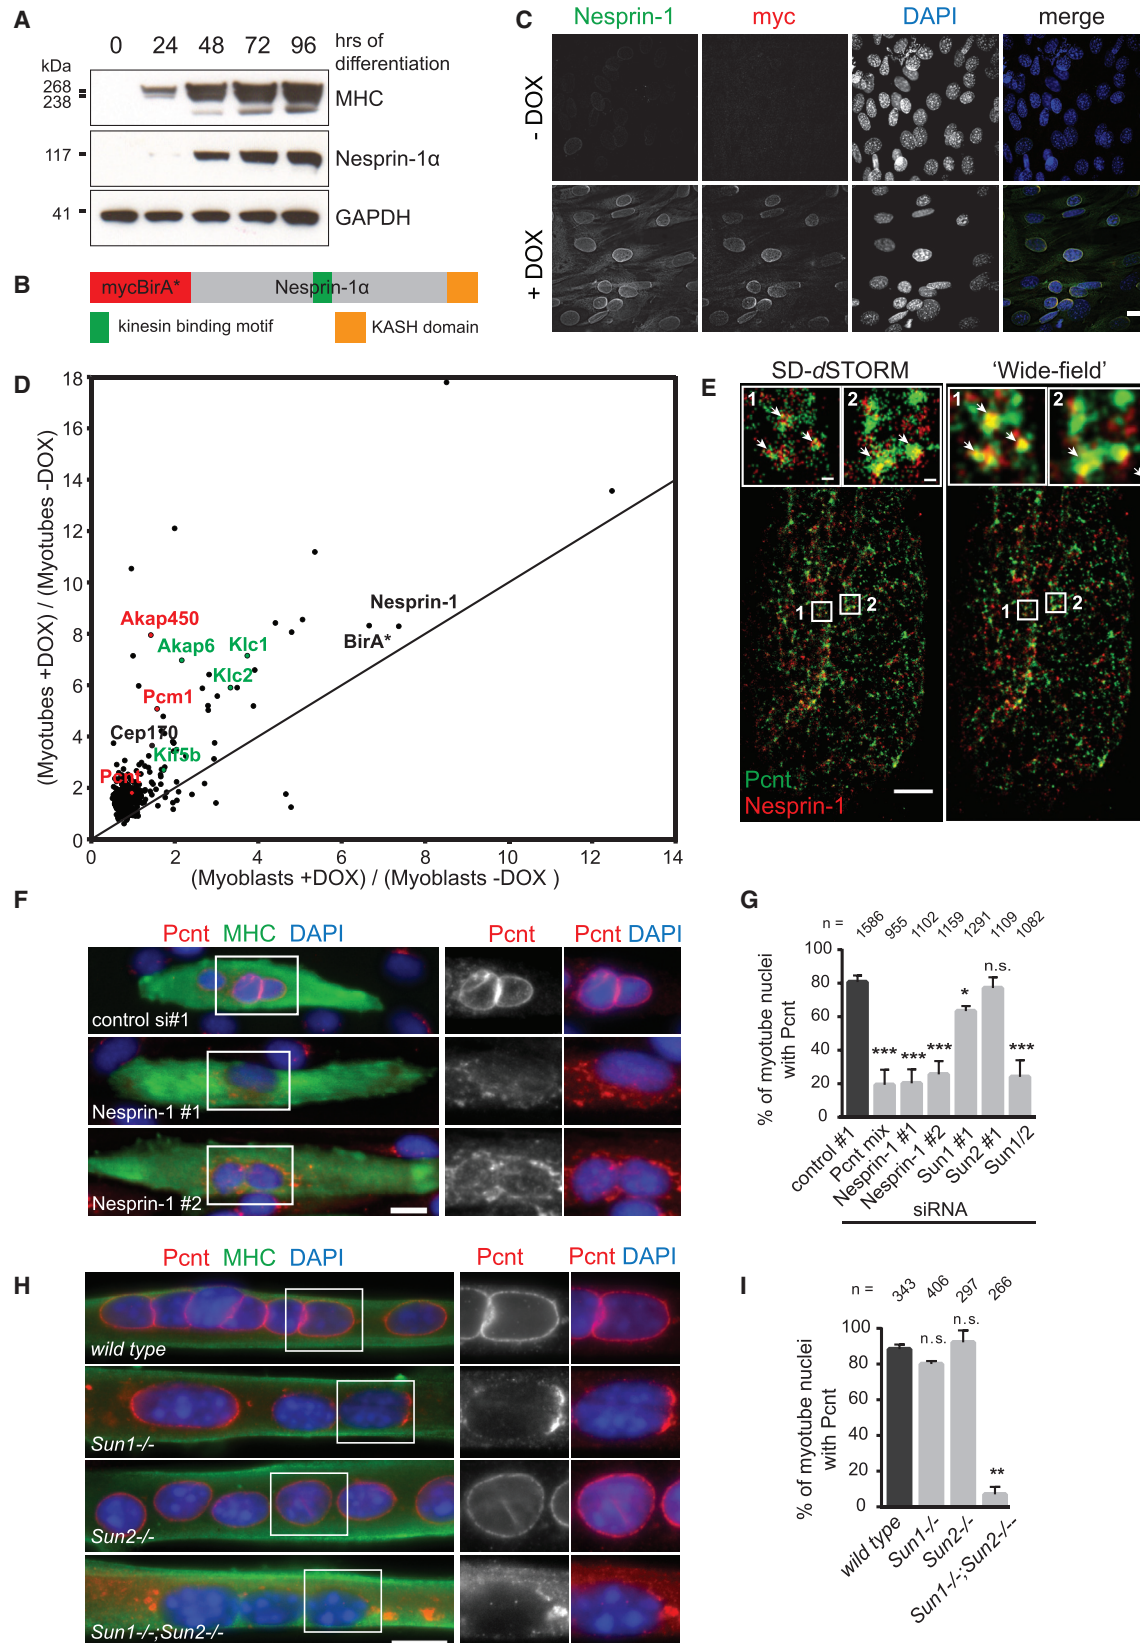 A
0 24 48 72 96 hrs of
differentiation
kDa
268
238
MHC
117
Nesprin-1α
41
GAPDH
B
mycBirA*
Nesprin-1α
kinesin binding motif
KASH domain
C
Nesprin-1 myc DAPI merge
- DOX
+ DOX
D
(Myotubes +DOX) / (Myotubes -DOX)
18
16
14
12
10
8
6
4
2
0
Nesprin-1
BirA*
Akap450
Akap6
Klc1
Klc2
Pcm1
Cep170
Kif5b
Pcnt
0 2 4 6 8 10 12 14
(Myoblasts +DOX) / (Myoblasts -DOX )
E
SD-dSTORM
'Wide-field'
1
2
1
2
1
2
1
2
Pcnt
Nesprin-1
F
Pcnt MHC DAPI
Pcnt
Pcnt DAPI
control si#1
Nesprin-1 #1
Nesprin-1 #2
G
n = 1586 955 1102 1159 1291 1109 1082
% of myotube nuclei
with Pcnt
100
80
60
40
20
0
*** *** *** * n.s. ***
control #1
Pcnt mix
Nesprin-1 #1
Nesprin-1 #2
Sun1 #1
Sun2 #1
Sun1/2
siRNA
H
Pcnt MHC DAPI
Pcnt
Pcnt DAPI
wild type
Sun1-/-
Sun2-/-
Sun1-/-;Sun2-/-
I
n = 343 406 297 266
% of myotube nuclei
with Pcnt
100
80
60
40
20
0
n.s. n.s. **
wild type
Sun1-/-
Sun2-/-
Sun1-/-;Sun2-/--